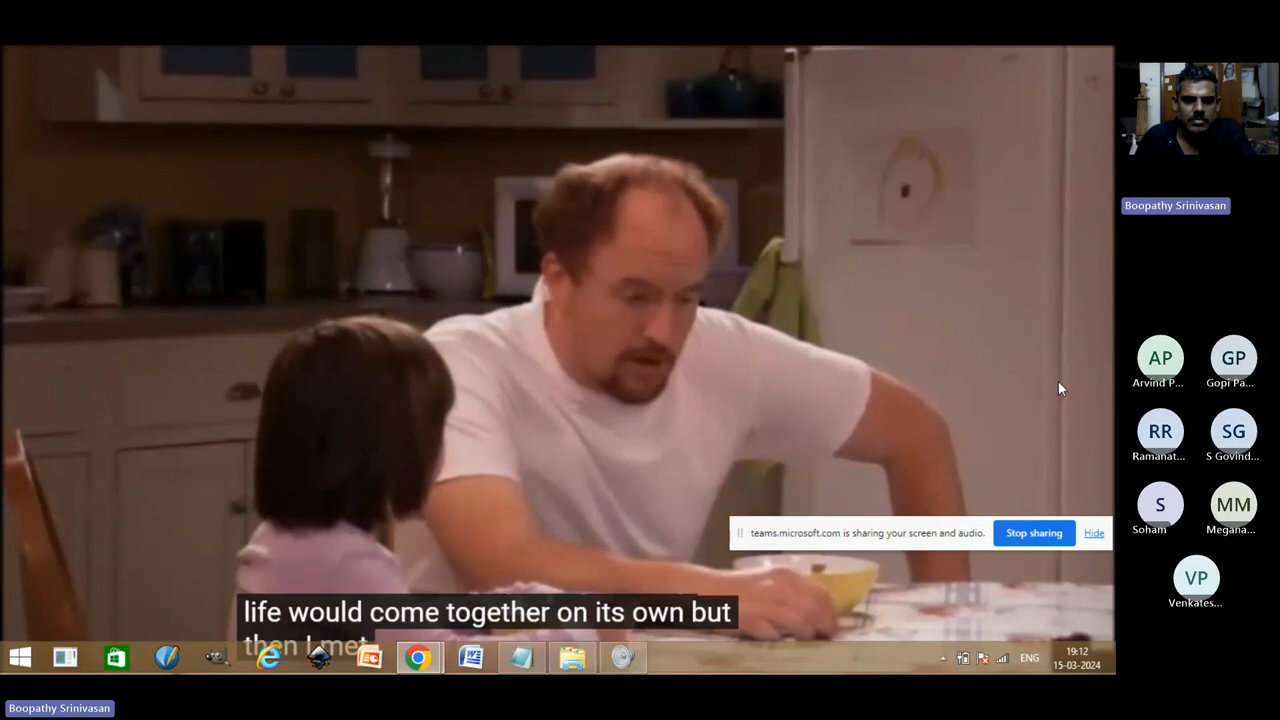 Boopathy Srinivasan
AP
GP
Arvind P...
Gopi Pa...
RR
SG
Ramanat...
S Govind...
S
MM
Soham
Megana...
VP
Venkates...
teams.microsoft.com is sharing your screen and audio.
Stop sharing
Hide
life would come together on its own but
then I met
ENG
19:12
15-03-2024
Boopathy Srinivasan